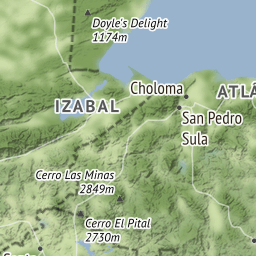 Doyle's Delight
1174m
Choloma
ATLÁ
IZABAL
San Pedro
Sula
Cerro Las Minas
2849m
Cerro El Pital
2730m